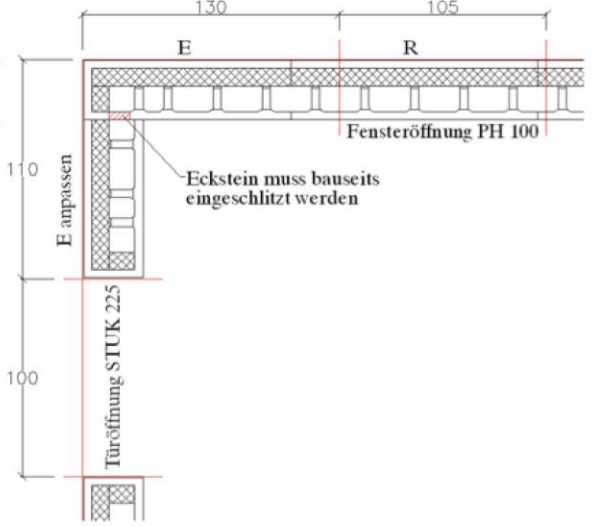 130
105
E
R
Fensteröffnung PH 100
110
Eckstein muss bauseits
eingeschlitzt werden
E anpassen
Türöffnung STUK 225
100